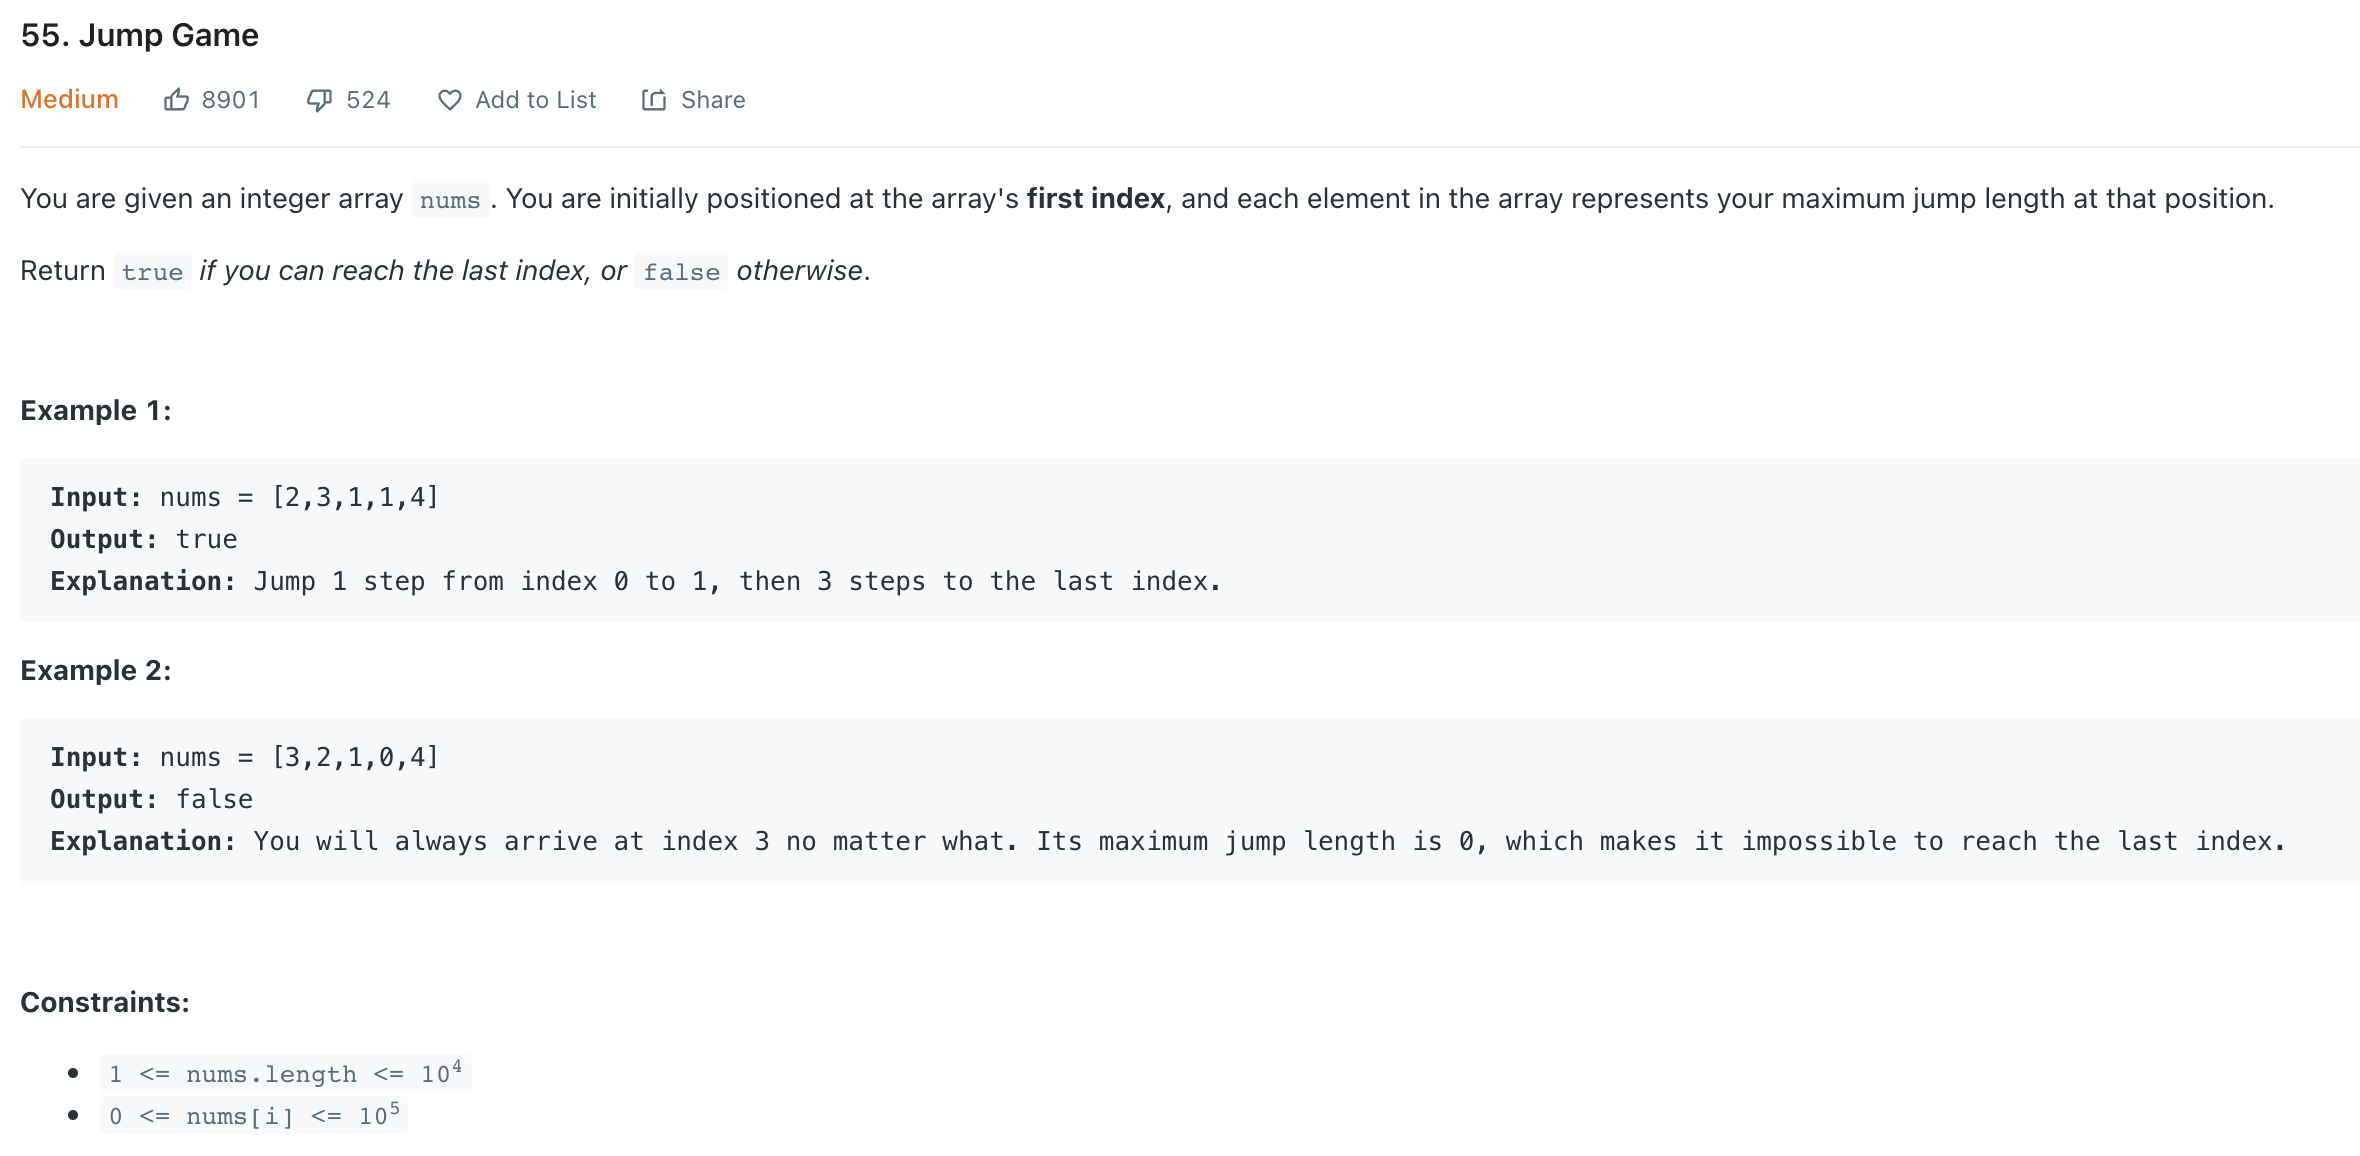 55. Jump Game
Medium 8901 524 Add to List Share
You are given an integer array nums . You are initially positioned at the array's first index, and each element in the array represents your maximum jump length at that position.
Return true if you can reach the last index, or false otherwise.
Example 1:
Input: nums = [2,3,1,1,4]
Output: true
Explanation: Jump 1 step from index 0 to 1, then 3 steps to the last index.
Example 2:
Input: nums = [3,2,1,0,4]
Output: false
Explanation: You will always arrive at index 3 no matter what. Its maximum jump length is 0, which makes it impossible to reach the last index.
Constraints:
• 1 <= nums.length <= 10⁴
• 0 <= nums[i] <= 10⁵